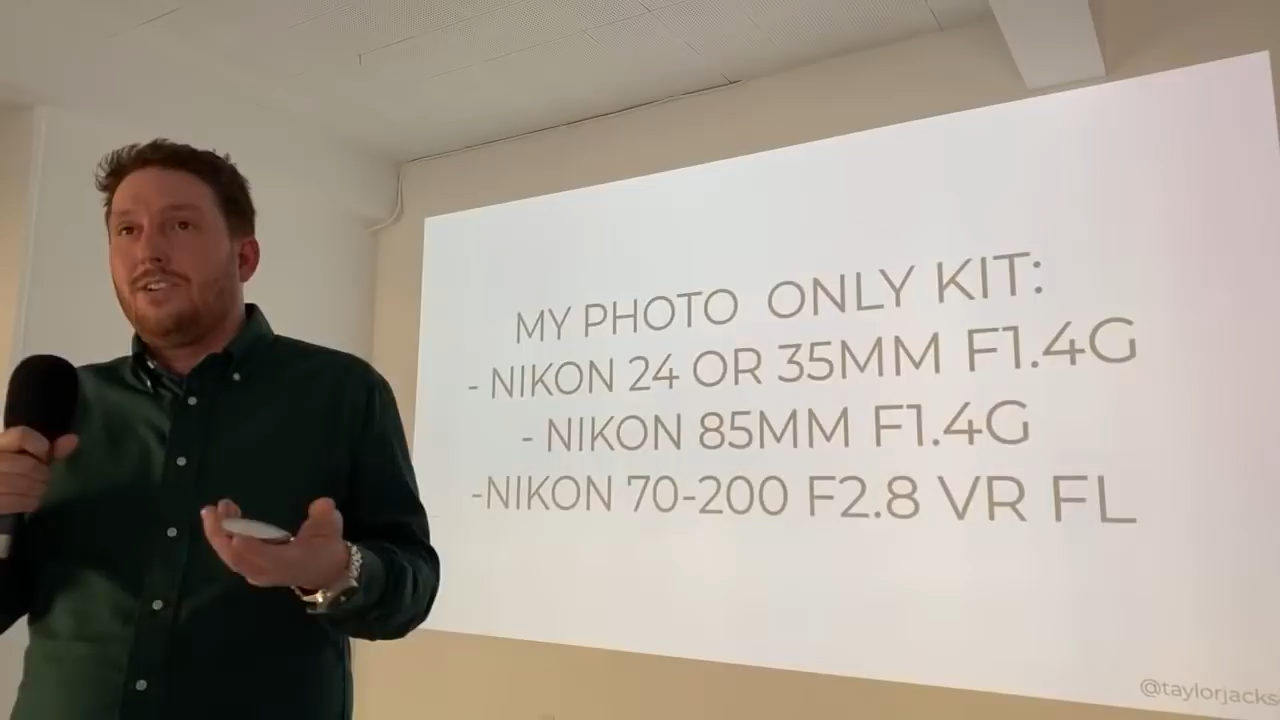 MY PHOTO ONLY KIT:
- NIKON 24 OR 35MM F1.4G
- NIKON 85MM F1.4G
-NIKON 70-200 F2.8 VR FL
@taylorjacks